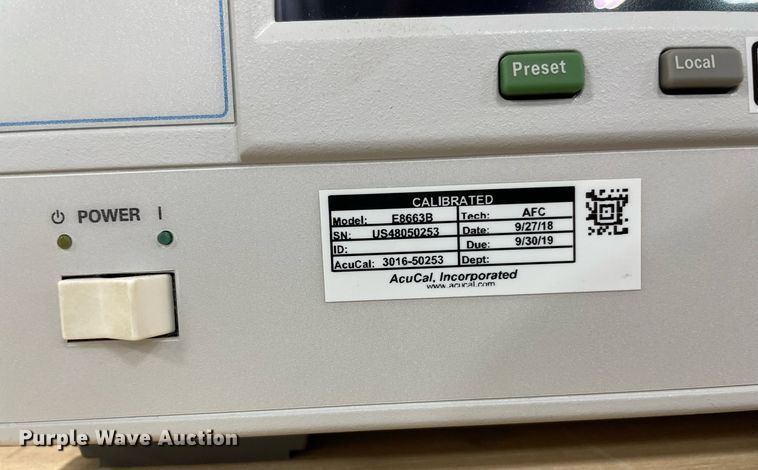 Preset
Local
POWER I
CALIBRATED
Model: E8663B Tech: AFC
SN: US48050253 Date: 9/27/18
ID: Due: 9/30/19
AcuCal: 3016-50253 Dept:
AcuCal, Incorporated
www.acucal.com
Purple Wave Auction